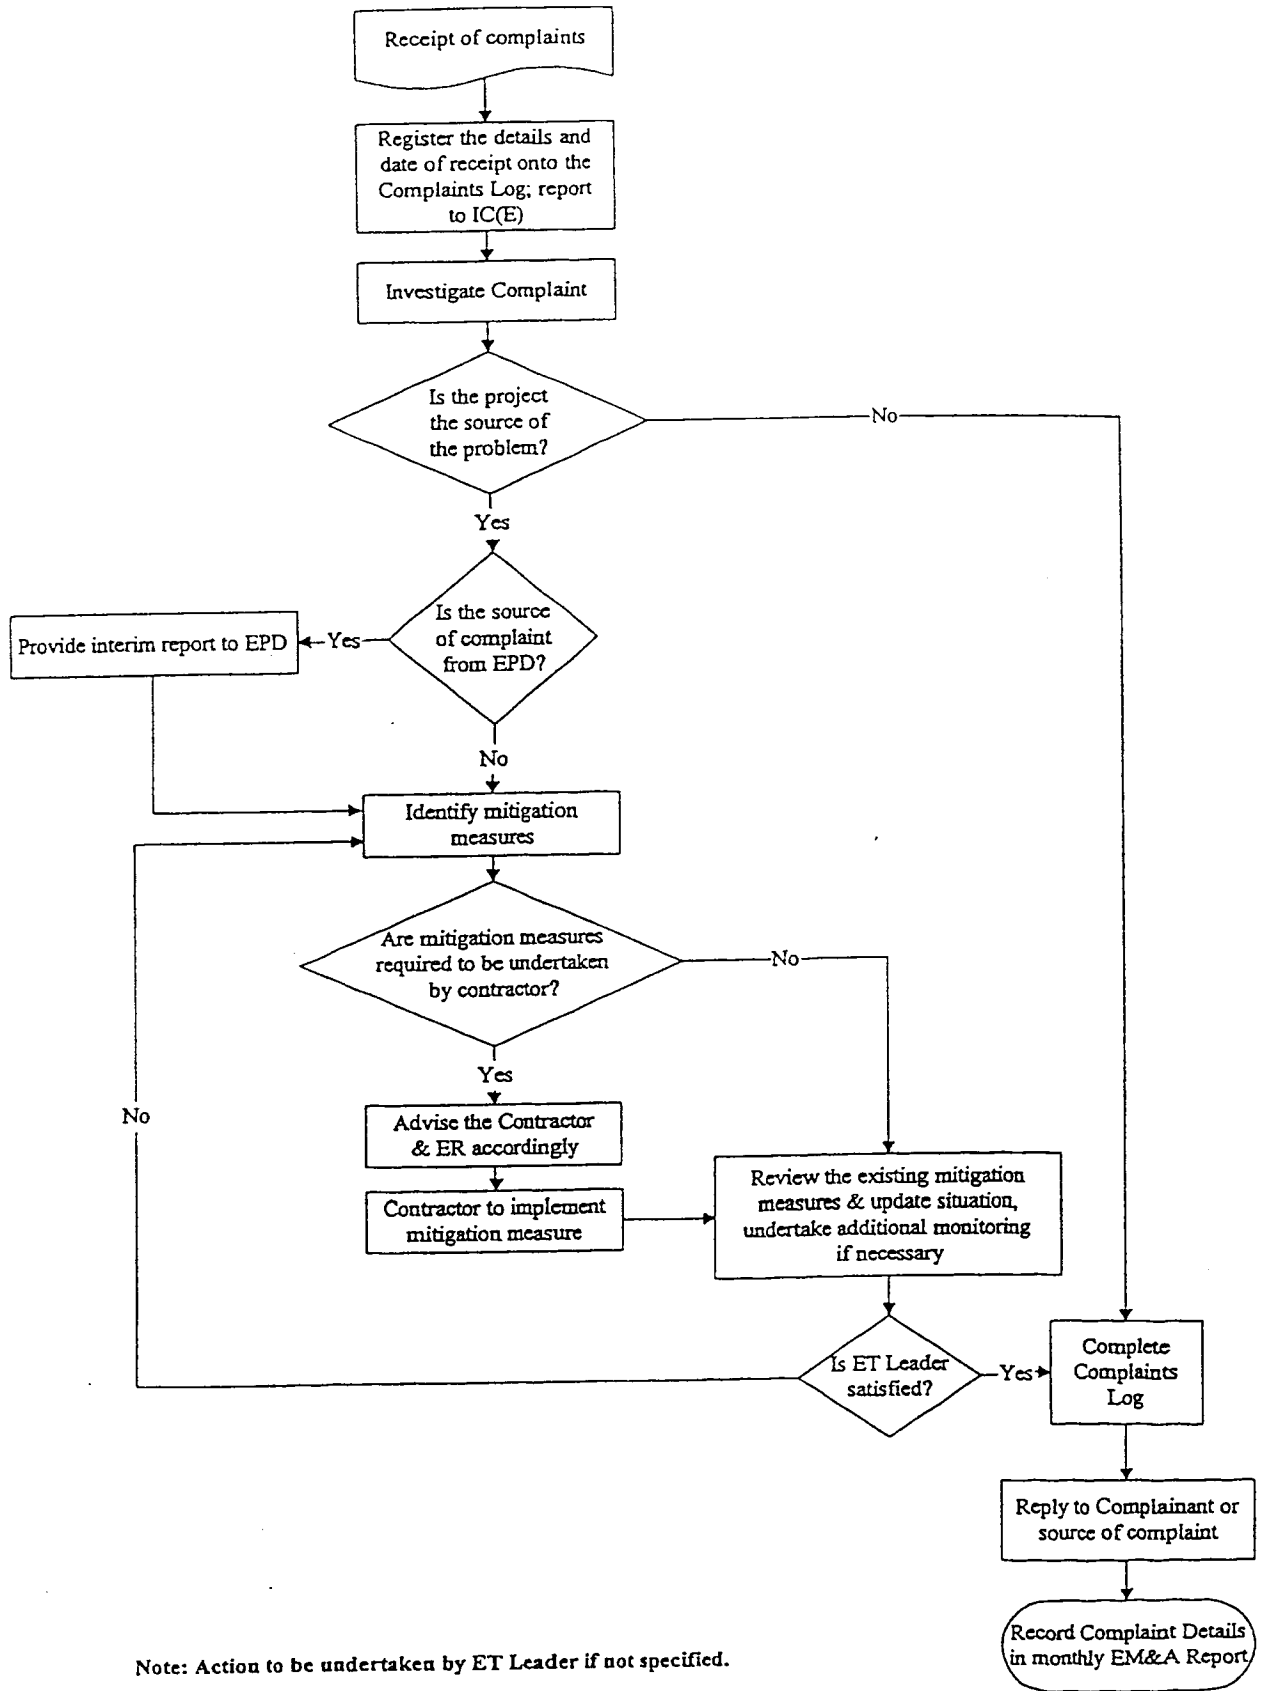 Receipt of complaints
Register the details and
date of receipt onto the
Complaints Log; report
to IC(E)
Investigate Complaint
Is the project
the source of
the problem?
No
Yes
Is the source
of complaint
from EPD?
Yes
Provide interim report to EPD
No
Identify mitigation
measures
Are mitigation measures
required to be undertaken
by contractor?
No
Yes
Advise the Contractor
& ER accordingly
Contractor to implement
mitigation measure
Review the existing mitigation
measures & update situation,
undertake additional monitoring
if necessary
No
Is ET Leader
satisfied?
Yes
Complete
Complaints
Log
Reply to Complainant or
source of complaint
Record Complaint Details
in monthly EM&A Report
Note: Action to be undertaken by ET Leader if not specified.